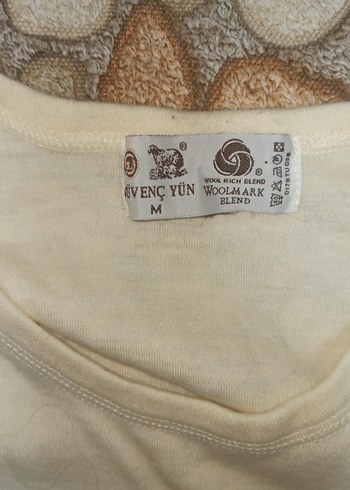 ÜVENÇ YÜN
M
WOOL RICH BLEND
WOOLMARK
BLEND